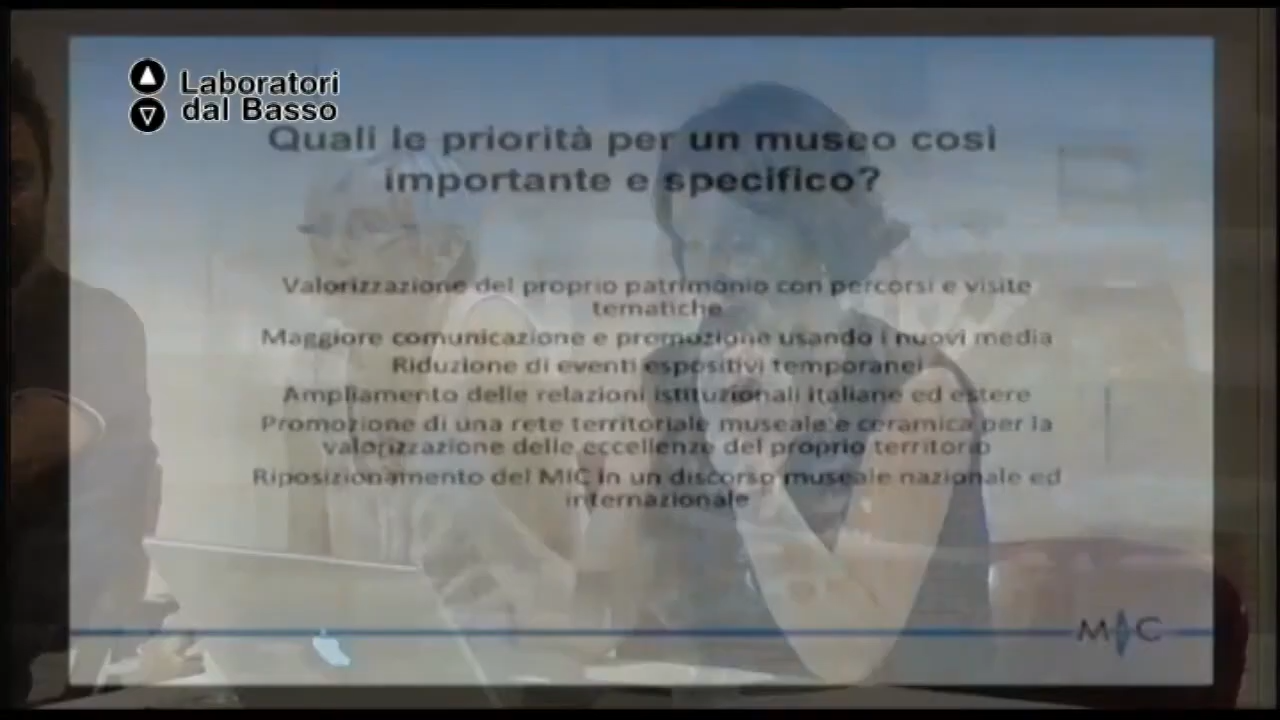 Laboratori
dal Basso
Quali le priorità per un museo così
importante e specifico?
Valorizzazione del proprio patrimonio con percorsi e visite
tematiche
Maggiore comunicazione e promozione usando i nuovi media
Riduzione di eventi espositivi temporanei
Ampliamento delle relazioni istituzionali italiane ed estere
Promozione di una rete territoriale museale e ceramica per la
valorizzazione delle eccellenze del proprio territorio
Riposizionamento del MIC in un discorso museale nazionale ed
internazionale
MIC